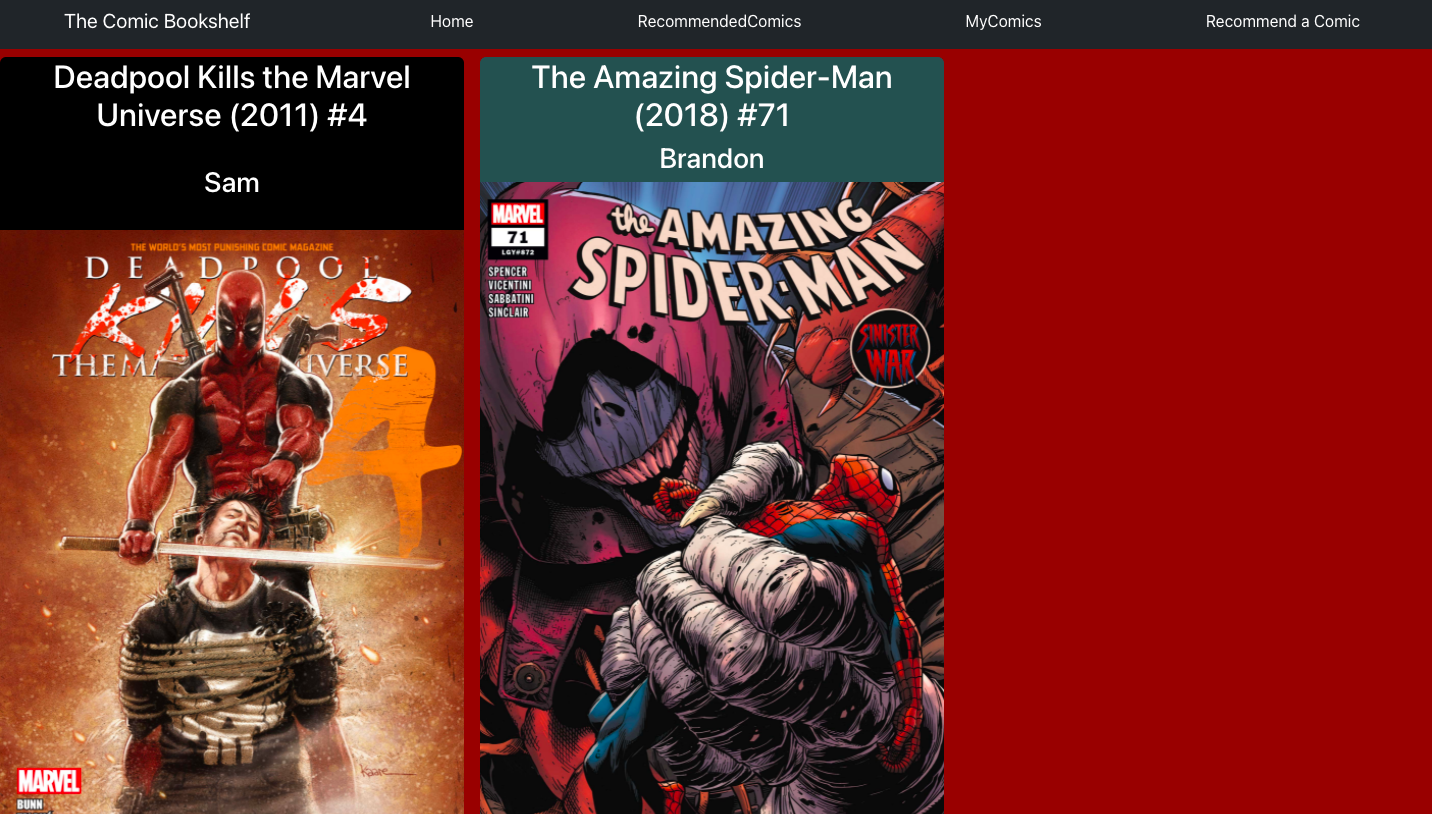 The Comic Bookshelf
Home
RecommendedComics
MyComics
Recommend a Comic
Deadpool Kills the Marvel
Universe (2011) #4
Sam
THE WORLD'S MOST PUNISHING COMIC MAGAZINE
DEADPOOL
KILLS
THE MA IVERSE
4
MARVEL
BUNN
The Amazing Spider-Man
(2018) #71
Brandon
MARVEL
71
LGY#872
SPENCER
VICENTINI
SABBATINI
SINCLAIR
the AMAZING
SPIDER-MAN
SINISTER
WAR